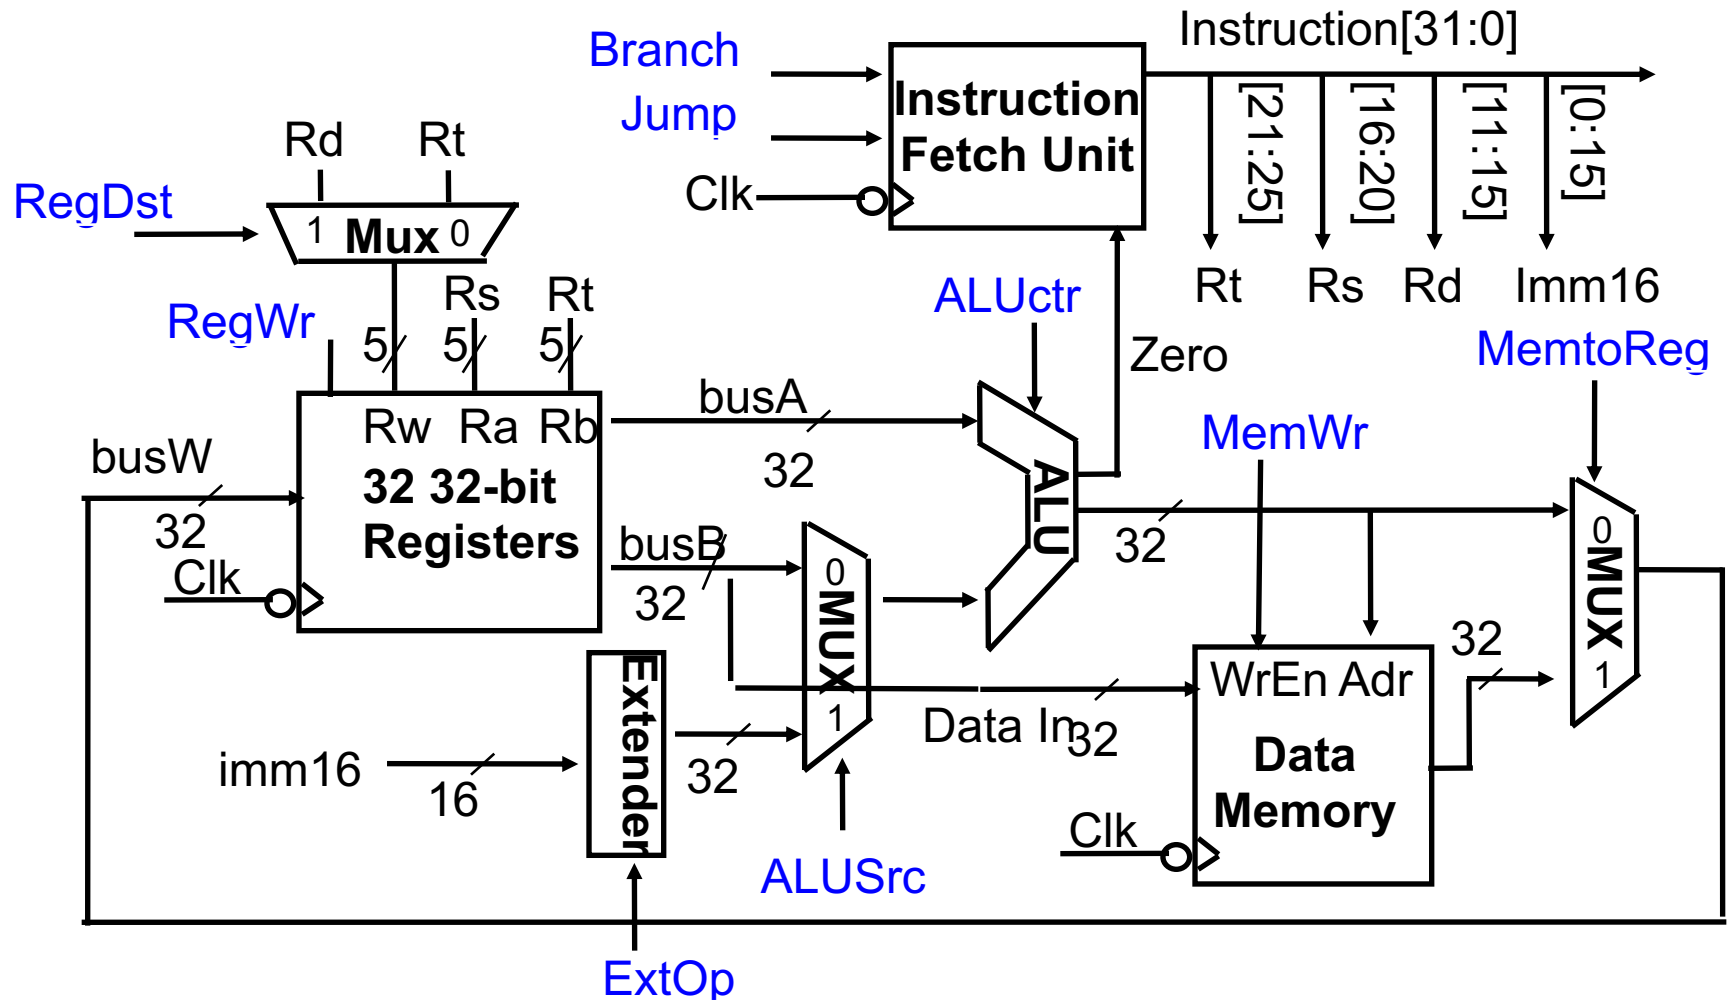 Instruction[31:0]
Branch
Jump
Clk
Instruction
Fetch Unit
[21:25]
[16:20]
[11:15]
[0:15]
Rt
Rs
Rd
Imm16
Rd
Rt
RegDst
1
Mux
0
RegWr
5
Rs
5
Rt
5
ALUctr
Zero
MemtoReg
busW
32
Clk
Rw
Ra
Rb
32 32-bit
Registers
busA
32
busB
32
0
MUX
1
ALU
32
MemWr
0
MUX
1
32
WrEn
Adr
Data
Memory
Data In
32
Clk
imm16
16
Extender
32
ALUSrc
ExtOp